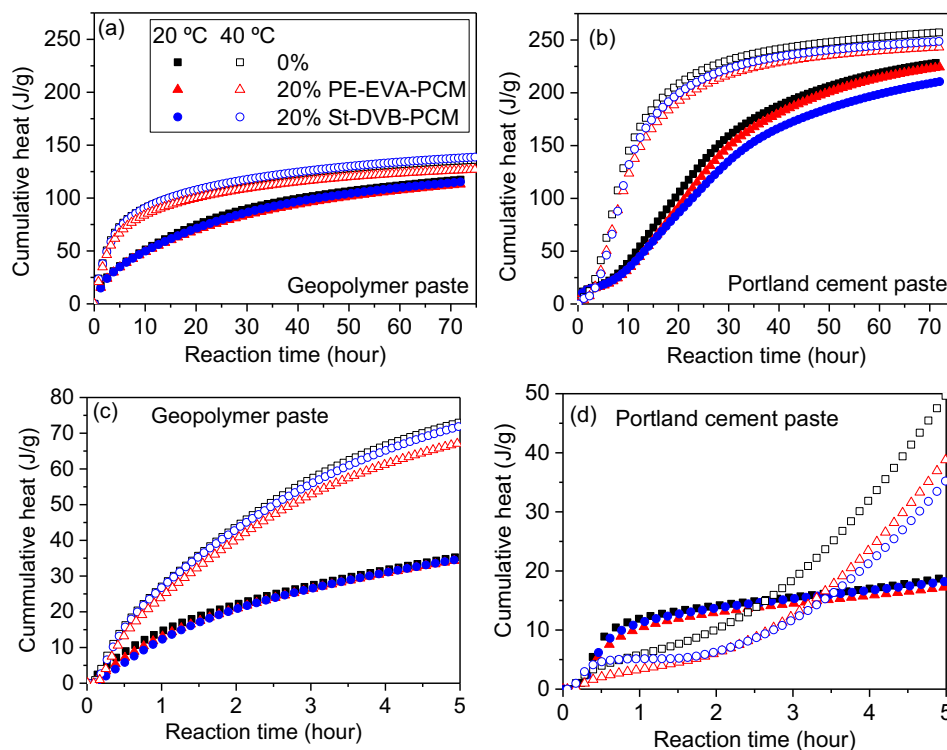 (a)
20 ºC 40 ºC
0%
20% PE-EVA-PCM
20% St-DVB-PCM
Geopolymer paste
Cumulative heat (J/g)
250
200
150
100
50
0
0 10 20 30 40 50 60 70
Reaction time (hour)
(b)
Portland cement paste
Cumulative heat (J/g)
250
200
150
100
50
0
0 10 20 30 40 50 60 70
Reaction time (hour)
(c)
Geopolymer paste
Cummulative heat (J/g)
80
70
60
50
40
30
20
10
0
0 1 2 3 4 5
Reaction time (hour)
(d)
Portland cement paste
Cumulative heat (J/g)
50
40
30
20
10
0
0 1 2 3 4 5
Reaction time (hour)